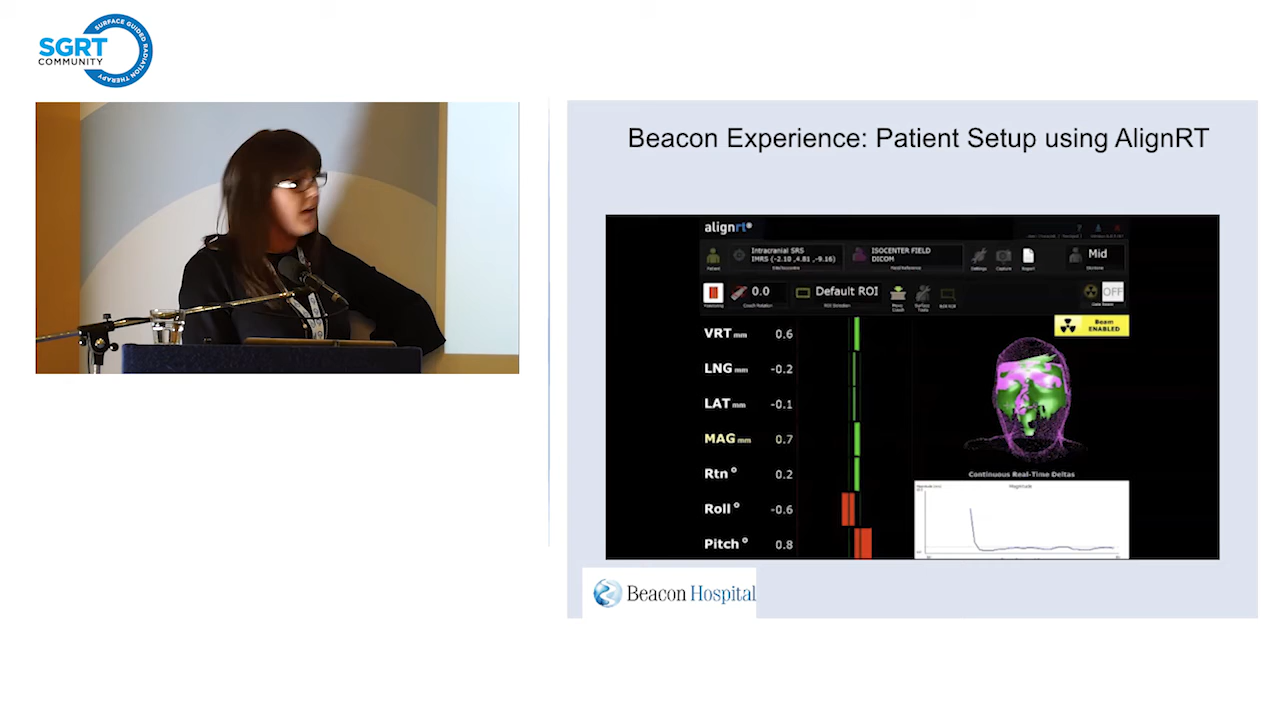 SURFACE GUIDED RADIATION THERAPY
SGRT
COMMUNITY
Beacon Experience: Patient Setup using AlignRT
alignrt®
Intracranial SRS
IMRS (-2.10 ,4.81 ,-9.16)
ISOCENTER FIELD
DICOM
Mid
Patient
Settings
Capture
Report
0.0
Default ROI
OFF
Couch Rotation
ROI Selection
Move
Couch
Surface
Tools
Beam
ENABLED
VRT mm 0.6
LNG mm -0.2
LAT mm -0.1
MAG mm 0.7
Rtn ° 0.2
Roll ° -0.6
Pitch ° 0.8
Continuous Real-Time Deltas
Magnitude
Beacon Hospital